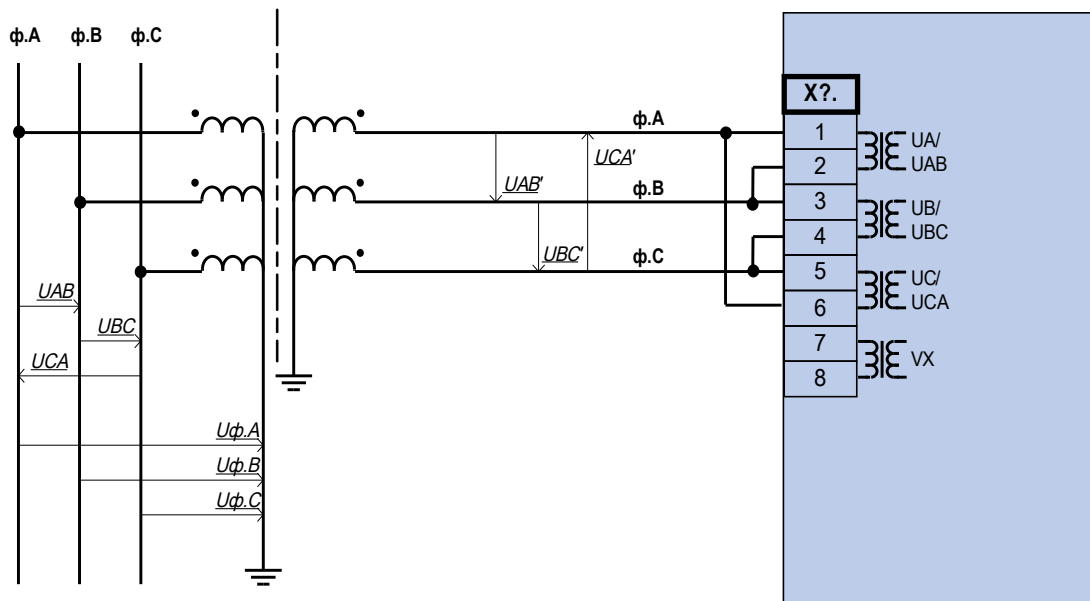 ф.A ф.B ф.C
X?.
ф.A
1
UA/
UAB
2
UCA'
UAB'
ф.B
3
UB/
UBC
4
UBC'
ф.C
5
UC/
UCA
6
UAB
UBC
7
VX
UCA
8
Uф.A
Uф.B
Uф.C